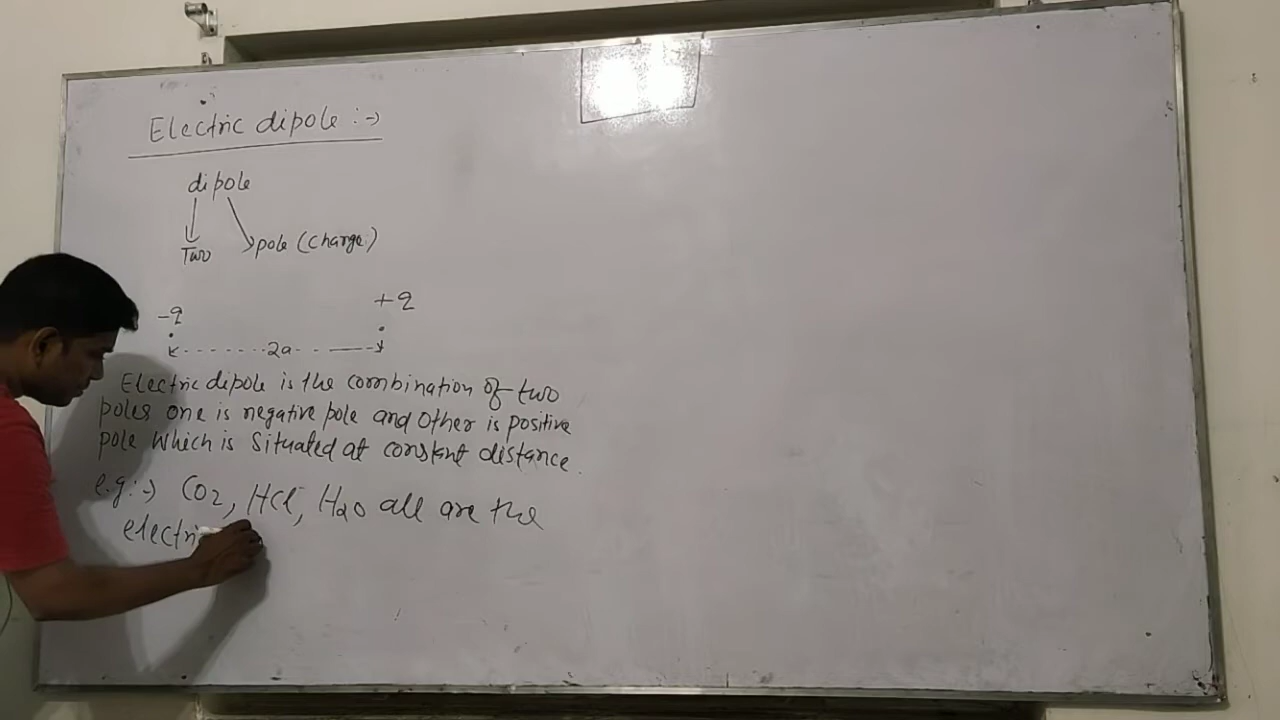 Electric dipole :→
dipole
Two
pole (Charge)
-q
+q
2a
Electric dipole is the combination of two
poles one is negative pole and other is positive
pole which is situated at constant distance.
e.g:→ CO2, HCl, H2O all are the
electri